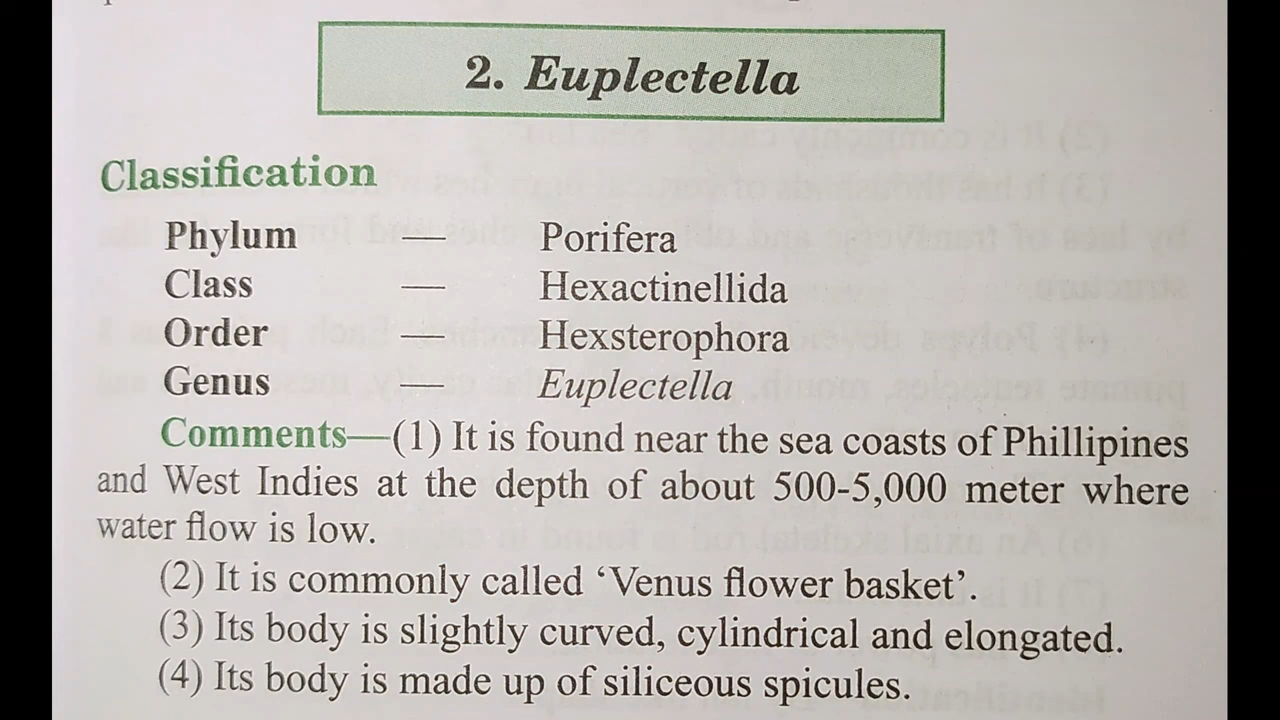 2. Euplectella
Classification
Phylum — Porifera
Class — Hexactinellida
Order — Hexsterophora
Genus — Euplectella
Comments—(1) It is found near the sea coasts of Phillipines
and West Indies at the depth of about 500-5,000 meter where
water flow is low.
(2) It is commonly called ‘Venus flower basket’.
(3) Its body is slightly curved, cylindrical and elongated.
(4) Its body is made up of siliceous spicules.